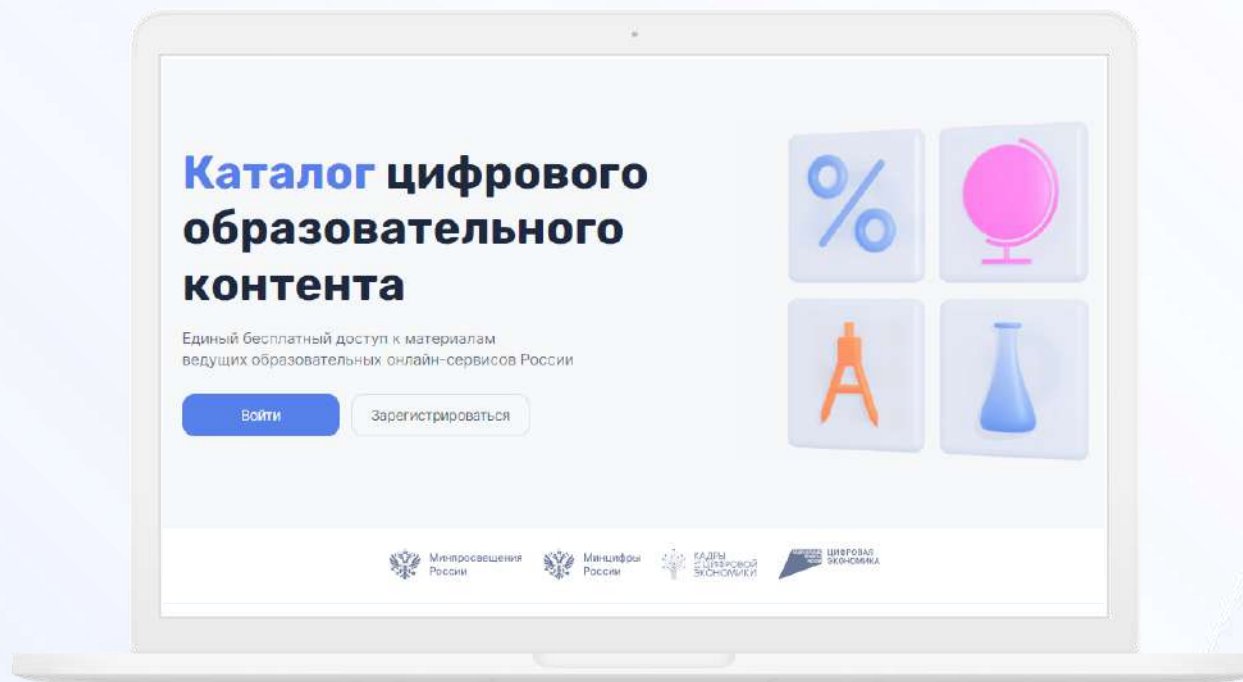 Каталог цифрового
образовательного
контента
Единый бесплатный доступ к материалам
ведущих образовательных онлайн-сервисов России
Войти
Зарегистрироваться
Минпросвещения
России
Минцифры
России
КАДРЫ
ЦИФРОВОЙ
ЭКОНОМИКИ
ЦИФРОВАЯ
ЭКОНОМИКА